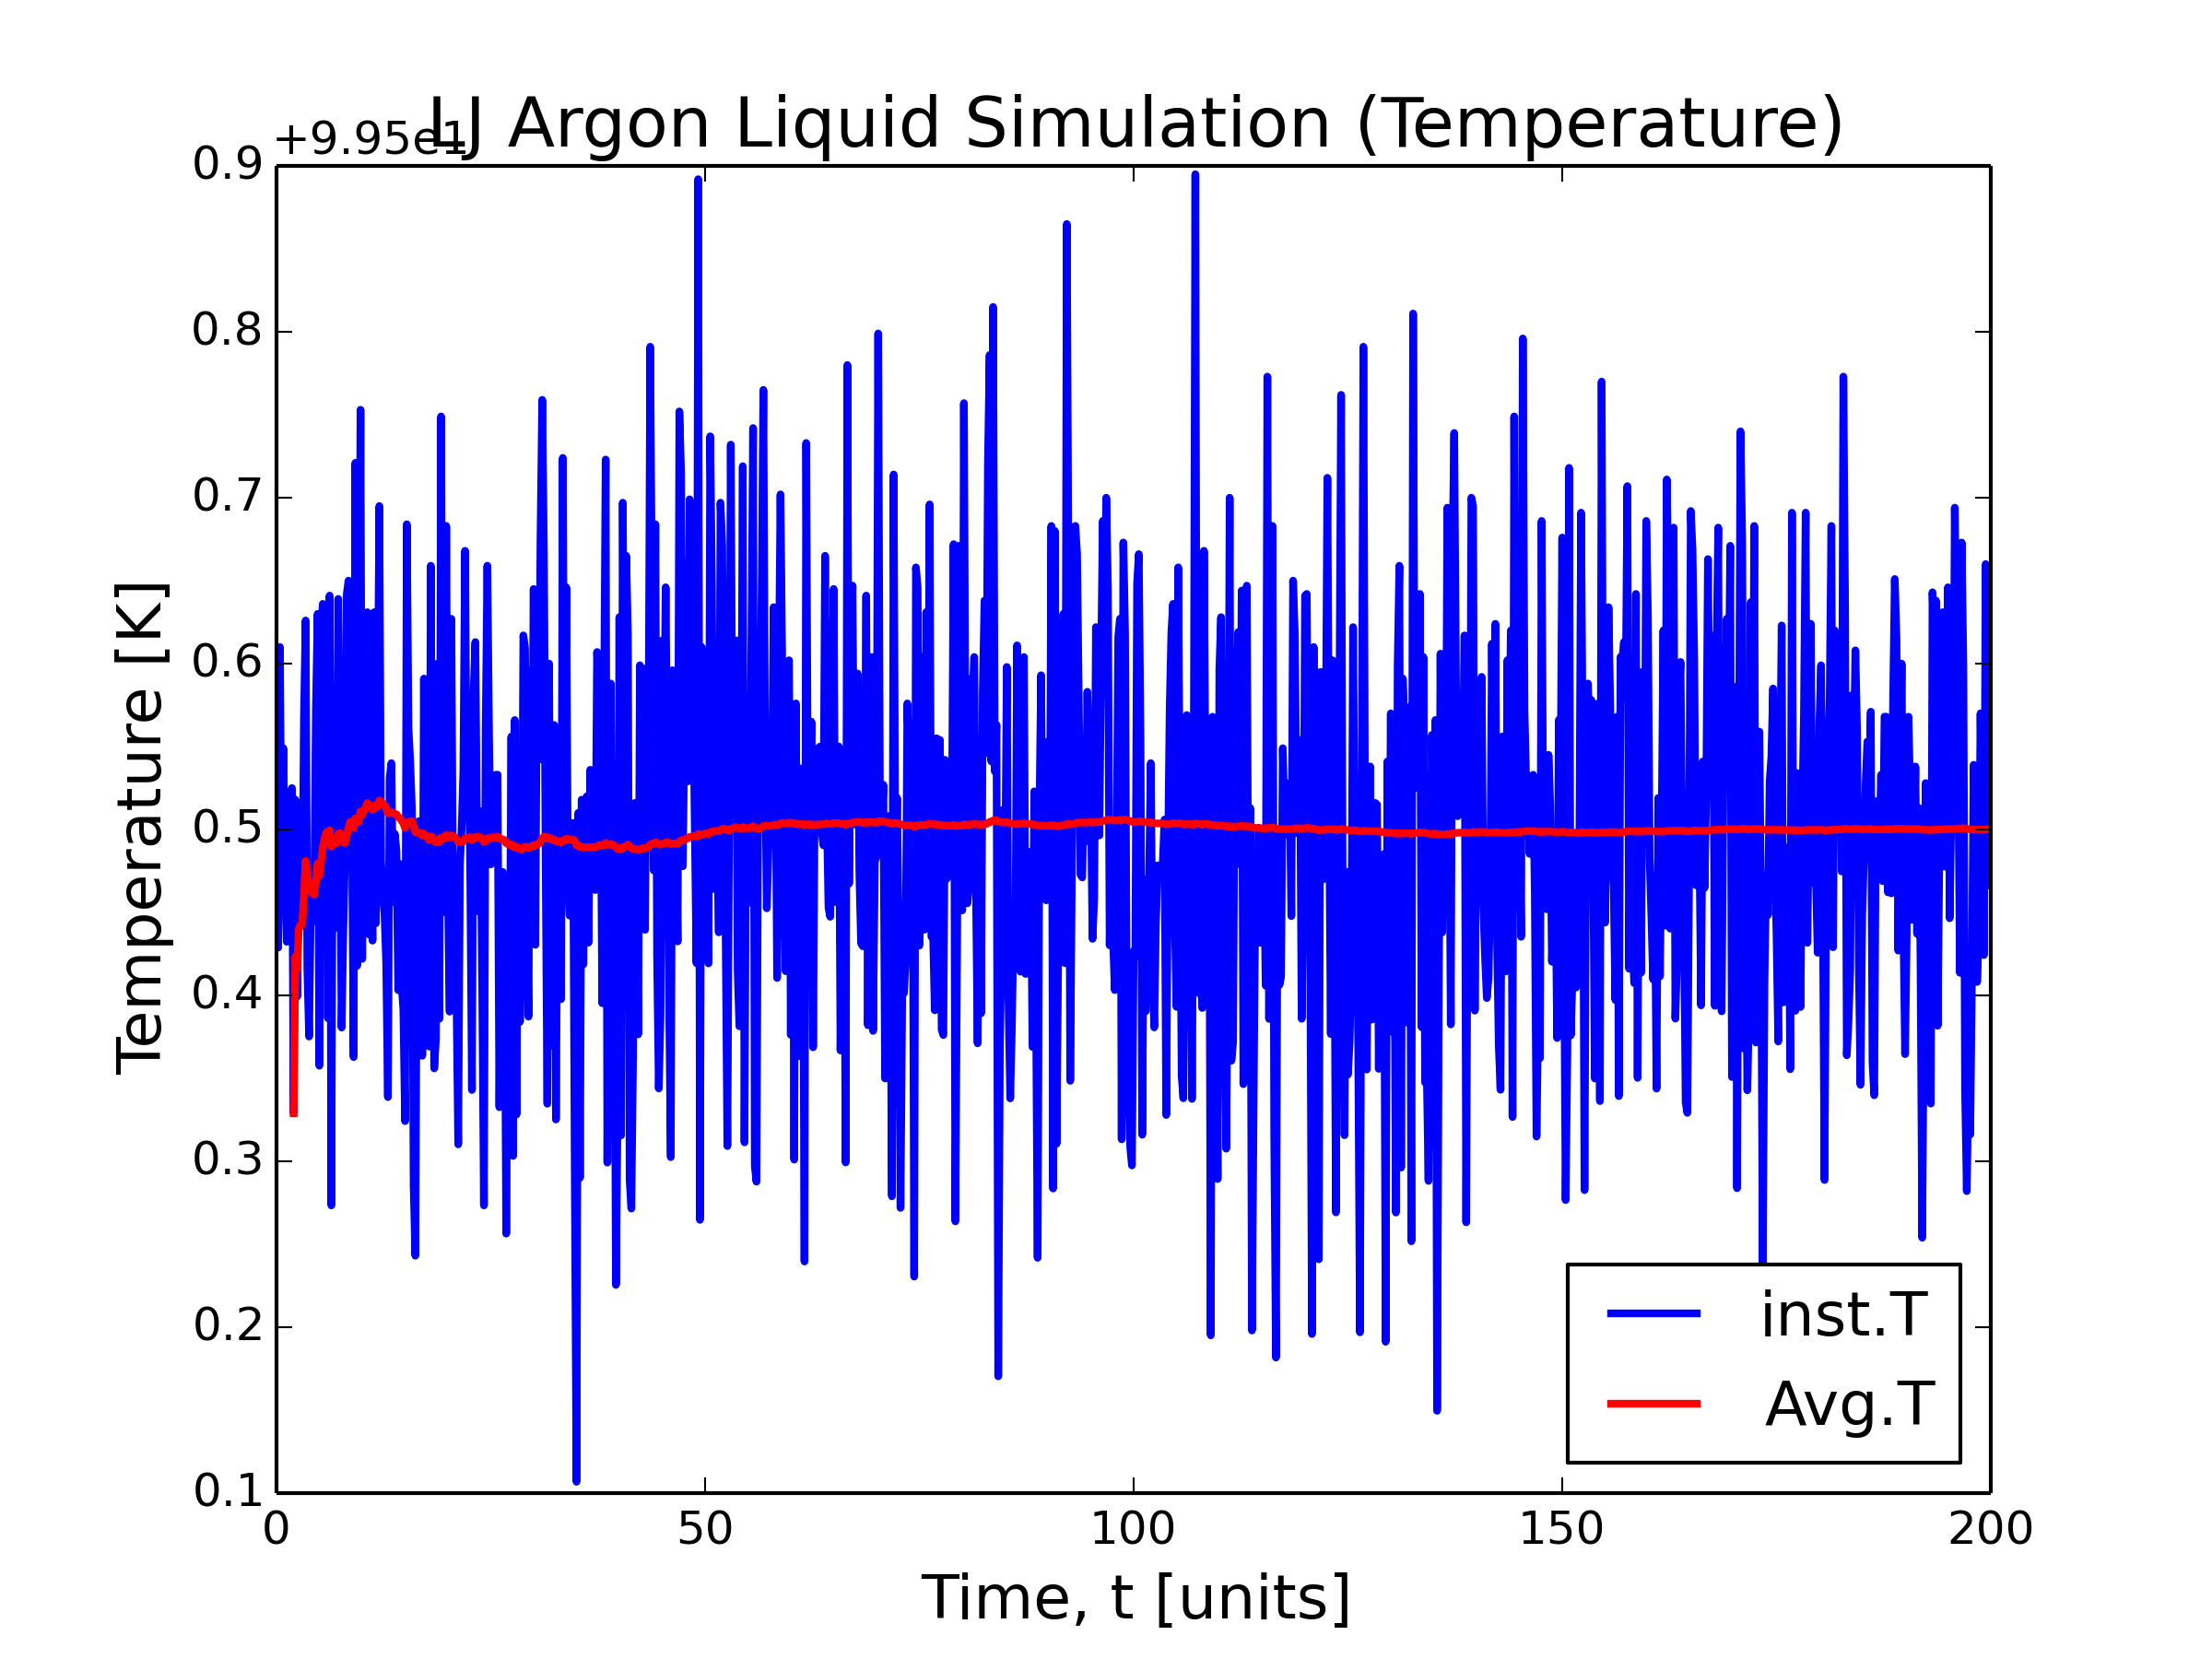 LJ Argon Liquid Simulation (Temperature)
+9.95e1
0.9
0.8
0.7
0.6
0.5
0.4
0.3
0.2
0.1
Temperature [K]
inst.T
Avg.T
0 50 100 150 200
Time, t [units]